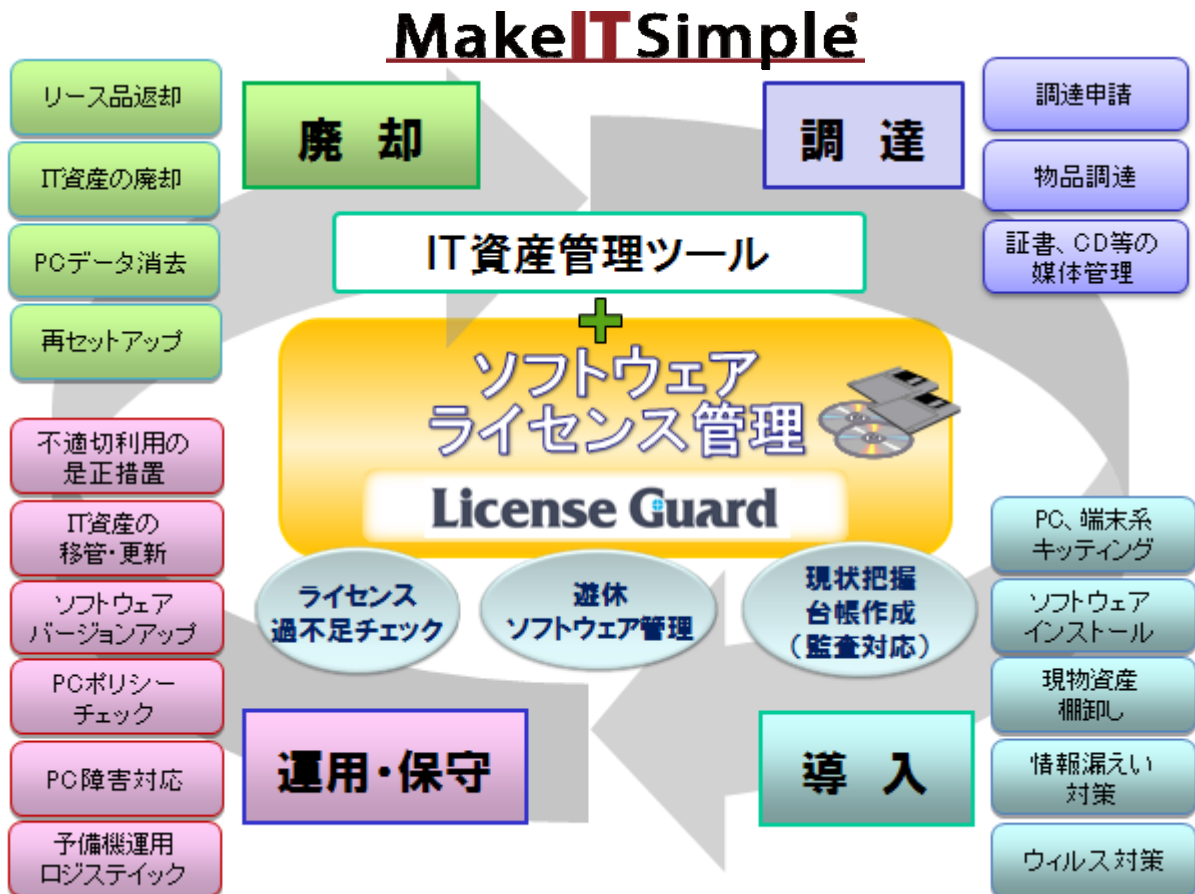 MakeITSimple
リース品返却
IT資産の廃却
PCデータ消去
再セットアップ
廃 却
調 達
調達申請
物品調達
証書、CD等の
媒体管理
IT資産管理ツール
ソフトウェア
ライセンス管理
License Guard
ライセンス
過不足チェック
遊休
ソフトウェア管理
現状把握
台帳作成
(監査対応)
不適切利用の
是正措置
IT資産の
移管・更新
ソフトウェア
バージョンアップ
PCポリシー
チェック
PC障害対応
予備機運用
ロジステイック
運用・保守
導 入
PC、端末系
キッティング
ソフトウェア
インストール
現物資産
棚卸し
情報漏えい
対策
ウィルス対策